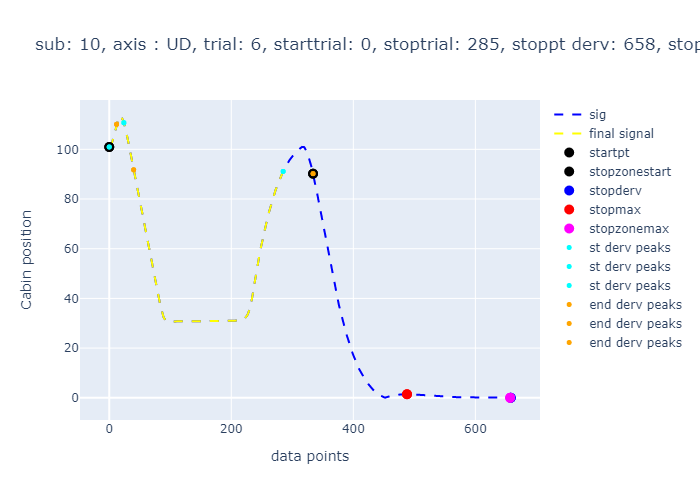 sub: 10, axis : UD, trial: 6, starttrial: 0, stoptrial: 285, stoppt derv: 658, stop
sig
final signal
startpt
stopzonestart
stopderv
stopmax
stopzonemax
st derv peaks
st derv peaks
st derv peaks
end derv peaks
end derv peaks
end derv peaks
Cabin position
100
80
60
40
20
0
0 200 400 600
data points